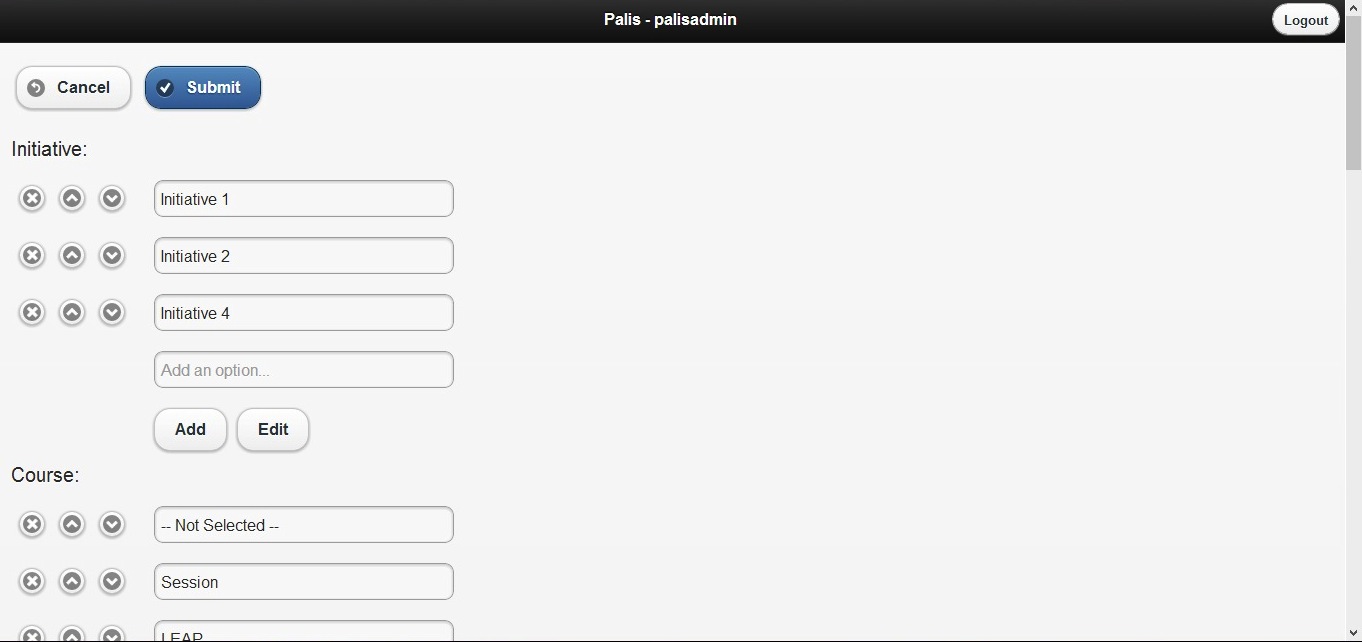 Palis - palisadmin
Logout
Cancel
Submit
Initiative:
Initiative 1
Initiative 2
Initiative 4
Add an option...
Add
Edit
Course:
-- Not Selected --
Session
LEAP